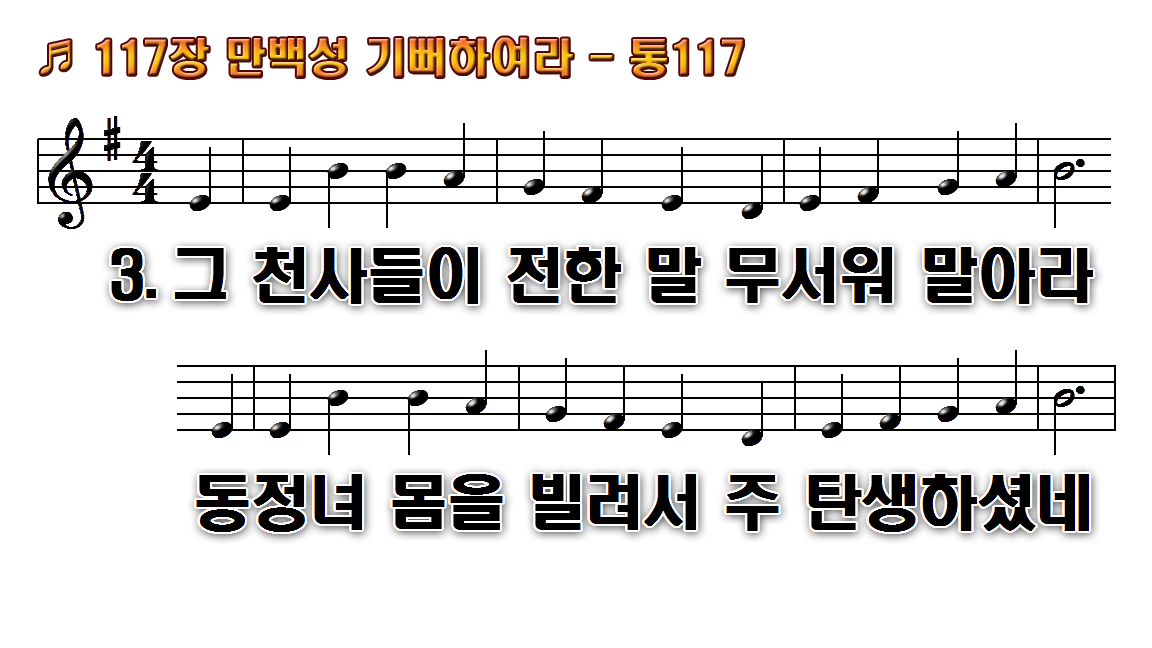 117장 만백성 기뻐하여라 - 통117
4
4
3. 그 천사들이 전한 말 무서워 말아라
동정녀 몸을 빌려서 주 탄생하셨네